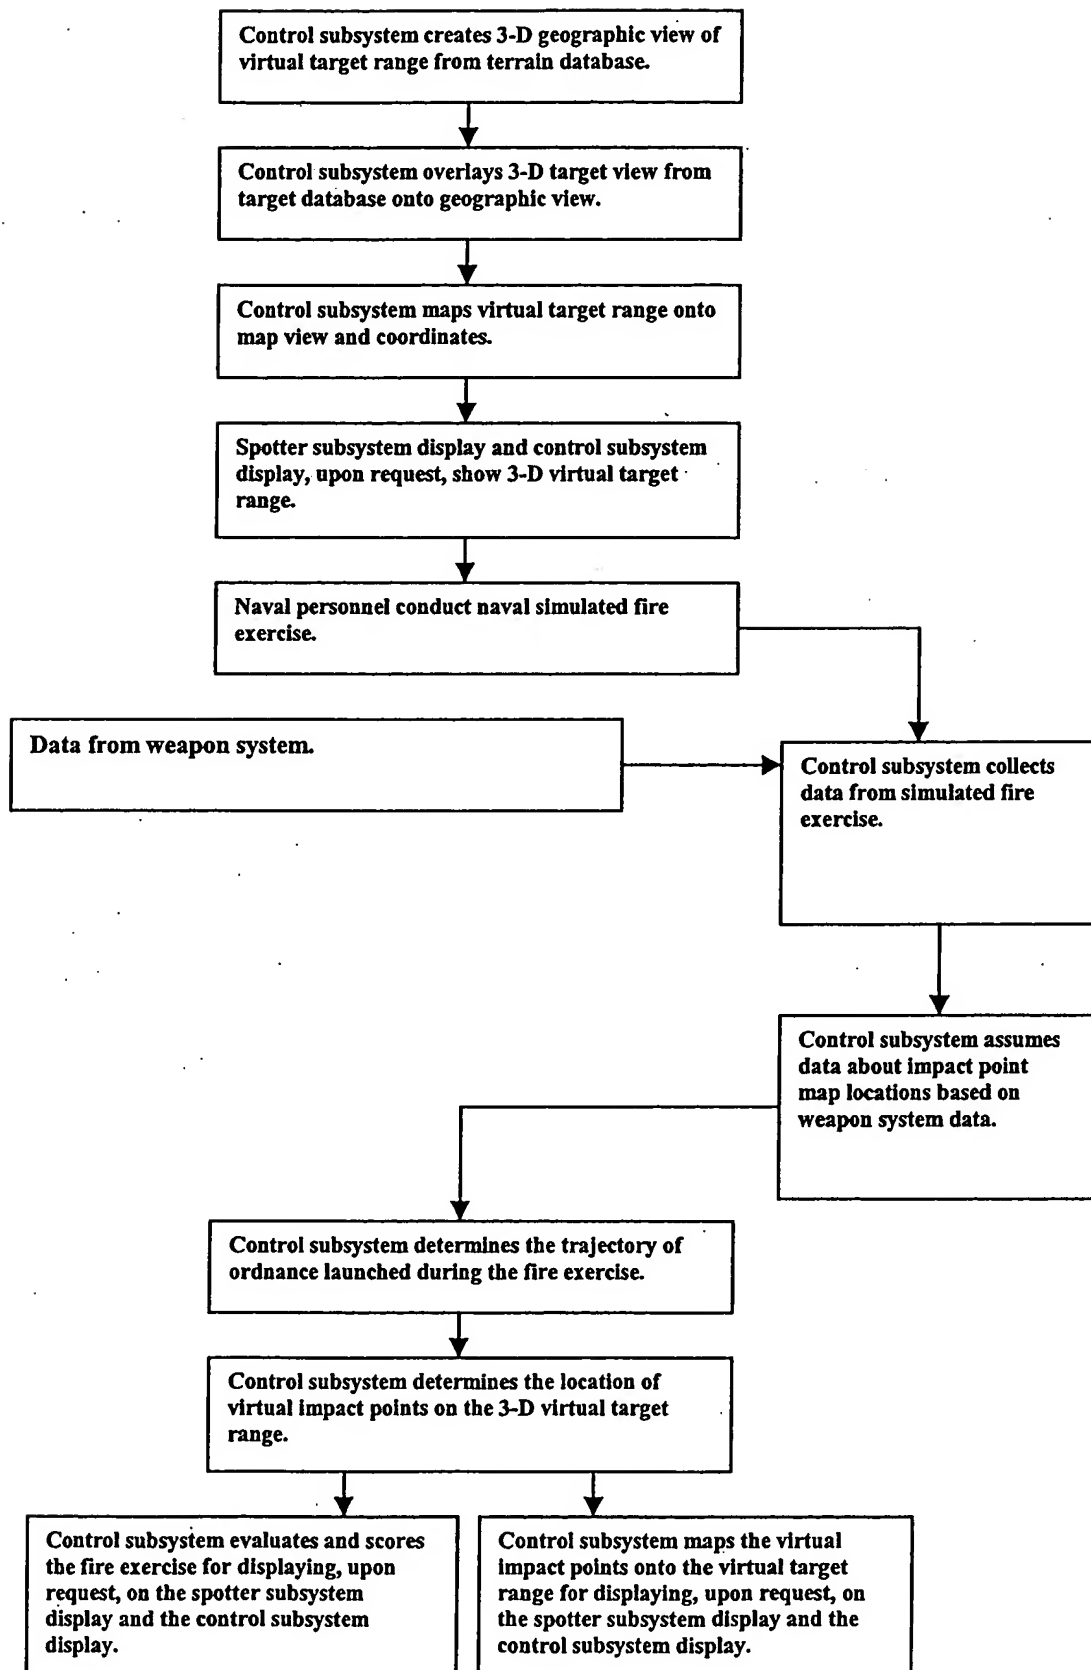 Control subsystem creates 3-D geographic view of
virtual target range from terrain database.
Control subsystem overlays 3-D target view from
target database onto geographic view.
Control subsystem maps virtual target range onto
map view and coordinates.
Spotter subsystem display and control subsystem
display, upon request, show 3-D virtual target
range.
Naval personnel conduct naval simulated fire
exercise.
Data from weapon system.
Control subsystem collects
data from simulated fire
exercise.
Control subsystem assumes
data about impact point
map locations based on
weapon system data.
Control subsystem determines the trajectory of
ordnance launched during the fire exercise.
Control subsystem determines the location of
virtual impact points on the 3-D virtual target
range.
Control subsystem evaluates and scores
the fire exercise for displaying, upon
request, on the spotter subsystem
display and the control subsystem
display.
Control subsystem maps the virtual
impact points onto the virtual target
range for displaying, upon request, on
the spotter subsystem display and the
control subsystem display.